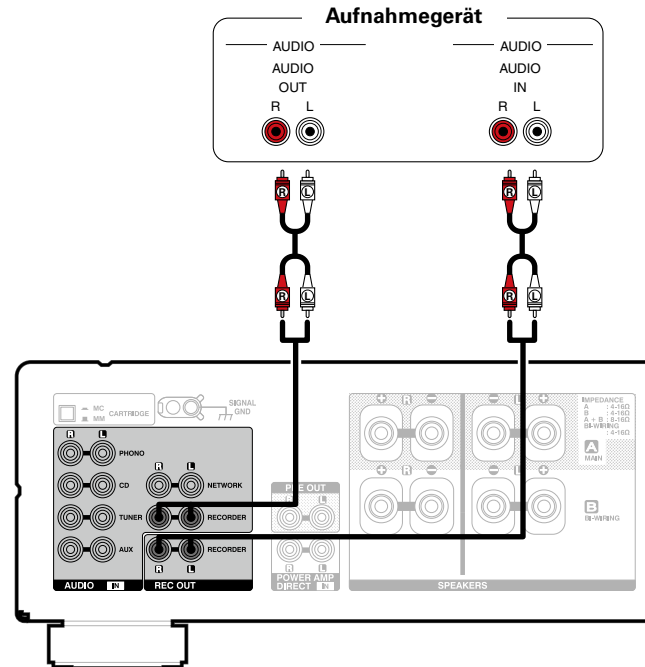 Aufnahmegerät
AUDIO AUDIO
AUDIO AUDIO
OUT IN
R L R L
R L R L
R L R L
MC
MM
CARTRIDGE
SIGNAL
GND
R L
PHONO
CD
TUNER
AUX
AUDIO IN
R L
NETWORK
RECORDER
RECORDER
R L
REC OUT
PRE OUT
R L
R L
POWER AMP
DIRECT IN
+ R - - L +
+ R - - L +
SPEAKERS
IMPEDANCE
A : 4-16Ω
B : 4-16Ω
A + B : 8-16Ω
BI-WIRING
: 4-16Ω
A
MAIN
B
BI-WIRING